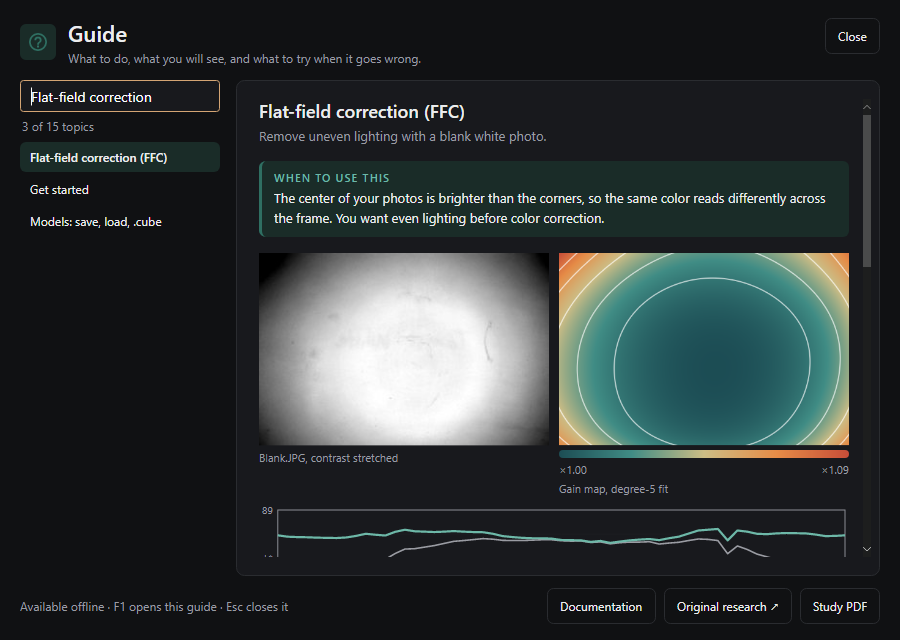 Guide
What to do, what you will see, and what to try when it goes wrong.
Close
Flat-field correction
3 of 15 topics
Flat-field correction (FFC)
Get started
Models: save, load, .cube
Flat-field correction (FFC)
Remove uneven lighting with a blank white photo.
WHEN TO USE THIS
The center of your photos is brighter than the corners, so the same color reads differently across
the frame. You want even lighting before color correction.
Blank.JPG, contrast stretched
×1.00
×1.09
Gain map, degree-5 fit
89
Available offline · F1 opens this guide · Esc closes it
Documentation
Original research ↗
Study PDF